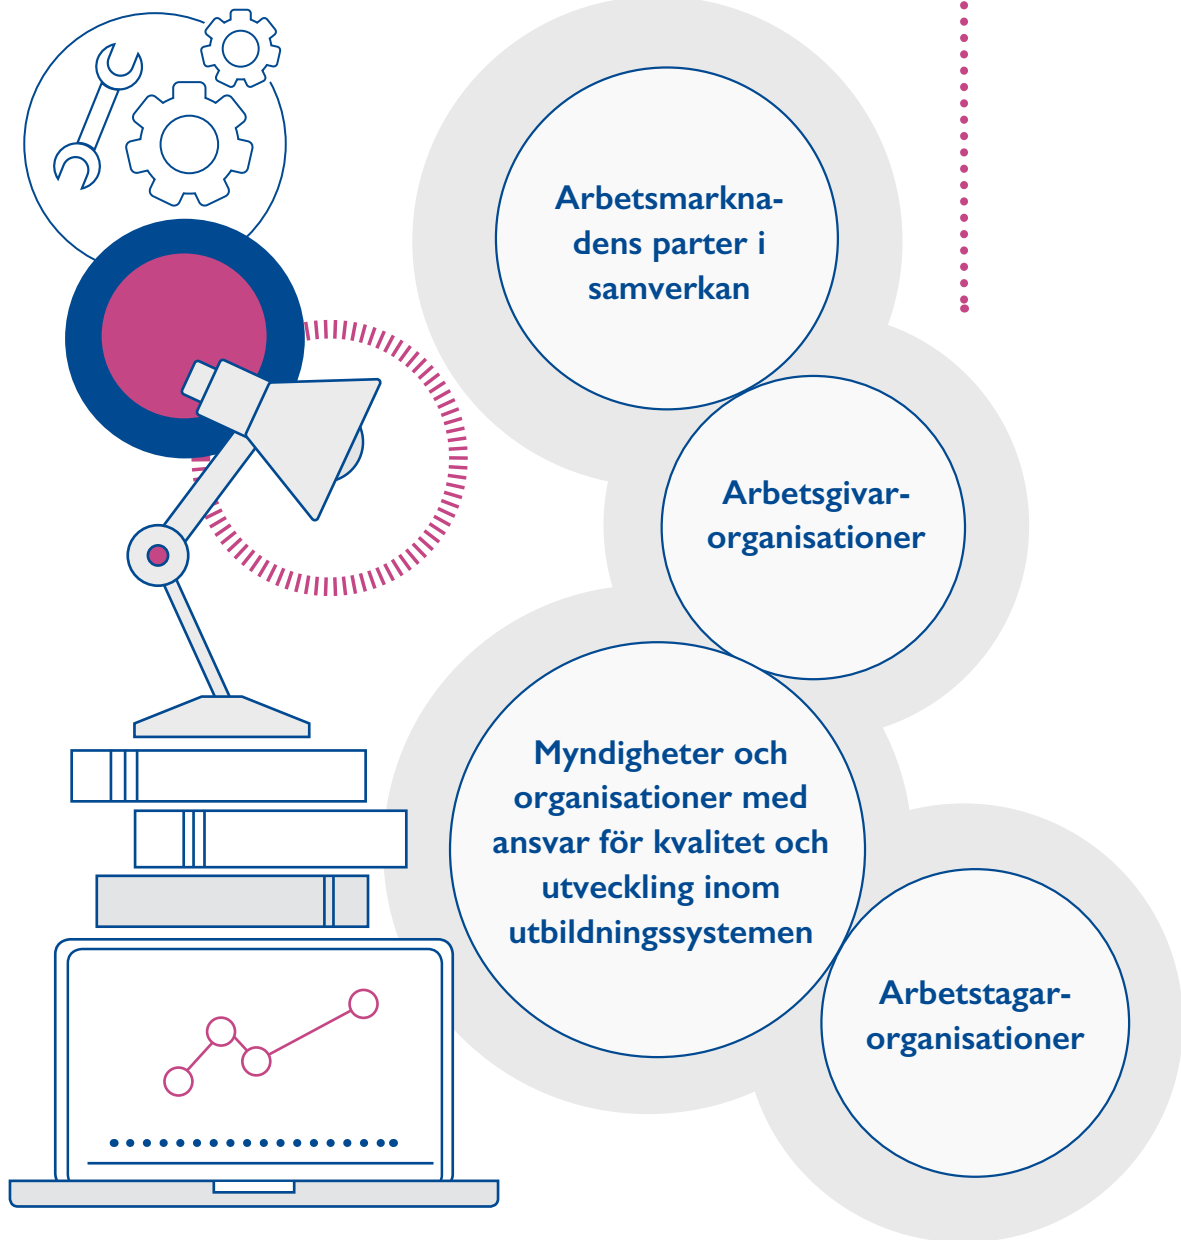 Arbetsmarkna-
dens parter i
samverkan
Arbetsgivar-
organisationer
Myndigheter och
organisationer med
ansvar för kvalitet och
utveckling inom
utbildningssystemen
Arbetstagar-
organisationer